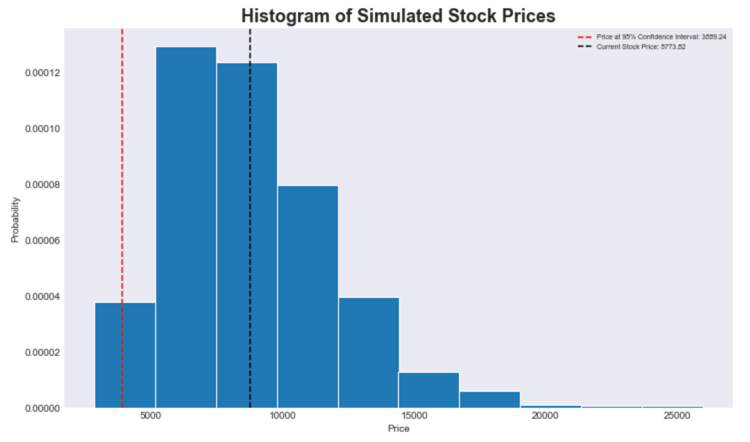 Histogram of Simulated Stock Prices
Price at 95% Confidence Interval: 3889.24
Current Stock Price: 8773.52
0.00012
0.00010
0.00008
0.00006
0.00004
0.00002
0.00000
Probability
5000
10000
15000
20000
25000
Price